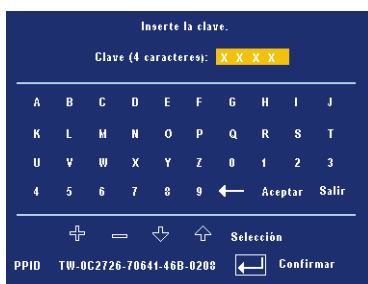 Inserte la clave.
Clave (4 caracteres): X X X X
A B C D E F G H I J
K L M N O P Q R S T
U V W X Y Z 0 1 2 3
4 5 6 7 8 9 ← Aceptar Salir
Selección
PPID TW-0C2726-70641-46B-0208 Confirmar